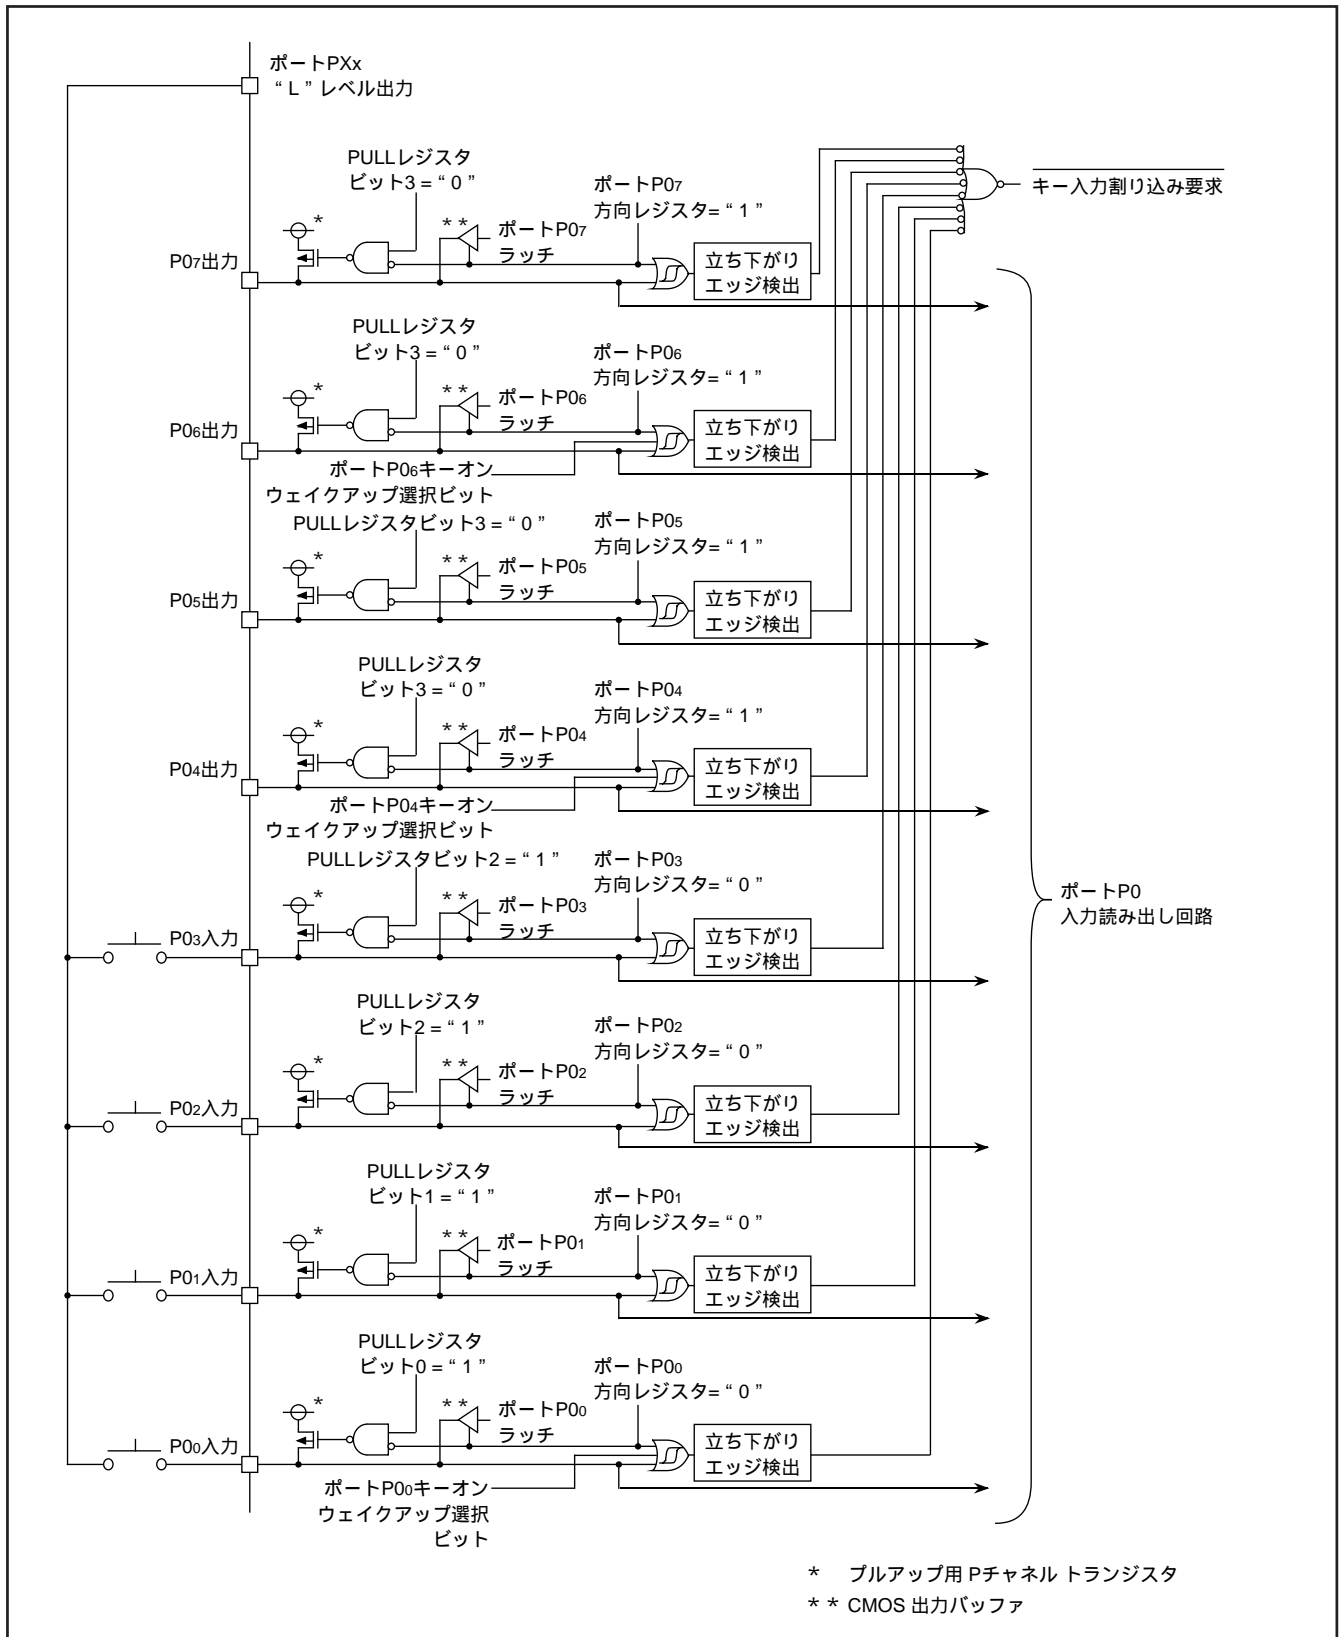 ポートPXx
“L”レベル出力
PULLレジスタ
ビット3 = “0”
ポートP07
方向レジスタ= “1”
キー入力割り込み要求
*
**
ポートP07
ラッチ
P07出力
立ち下がり
エッジ検出
PULLレジスタ
ビット3 = “0”
ポートP06
方向レジスタ= “1”
*
**
ポートP06
ラッチ
P06出力
立ち下がり
エッジ検出
ポートP06キーオン
ウェイクアップ選択ビット
PULLレジスタビット3 = “0”
ポートP05
方向レジスタ= “1”
*
**
ポートP05
ラッチ
P05出力
立ち下がり
エッジ検出
PULLレジスタ
ビット3 = “0”
ポートP04
方向レジスタ= “1”
*
**
ポートP04
ラッチ
P04出力
立ち下がり
エッジ検出
ポートP04キーオン
ウェイクアップ選択ビット
PULLレジスタビット2 = “1”
ポートP03
方向レジスタ= “0”
*
**
ポートP03
ラッチ
P03入力
立ち下がり
エッジ検出
ポートP0
入力読み出し回路
PULLレジスタ
ビット2 = “1”
ポートP02
方向レジスタ= “0”
*
**
ポートP02
ラッチ
P02入力
立ち下がり
エッジ検出
PULLレジスタ
ビット1 = “1”
ポートP01
方向レジスタ= “0”
*
**
ポートP01
ラッチ
P01入力
立ち下がり
エッジ検出
PULLレジスタ
ビット0 = “1”
ポートP00
方向レジスタ= “0”
*
**
ポートP00
ラッチ
P00入力
立ち下がり
エッジ検出
ポートP00キーオン
ウェイクアップ選択
ビット
* プルアップ用 Pチャネル トランジスタ
** CMOS 出力バッファ